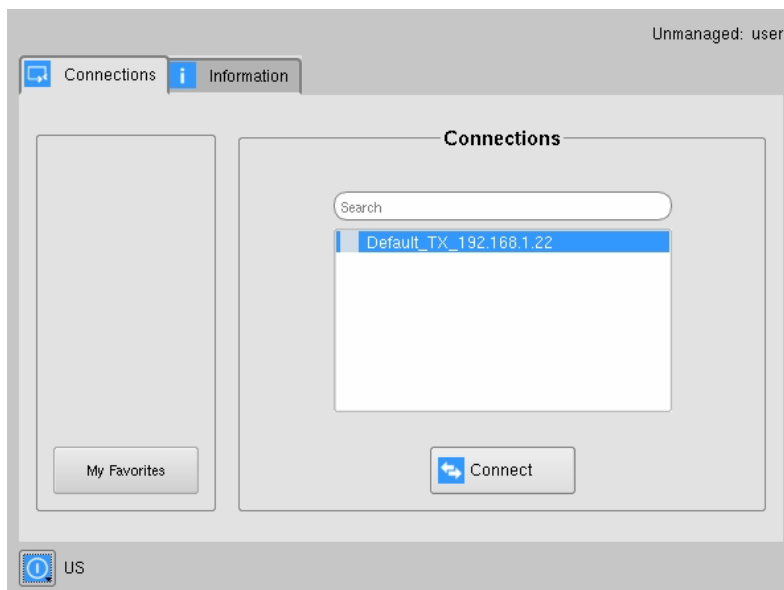 Unmanaged: user
Connections
Information
Connections
Search
Default_TX_192.168.1.22
My Favorites
Connect
US